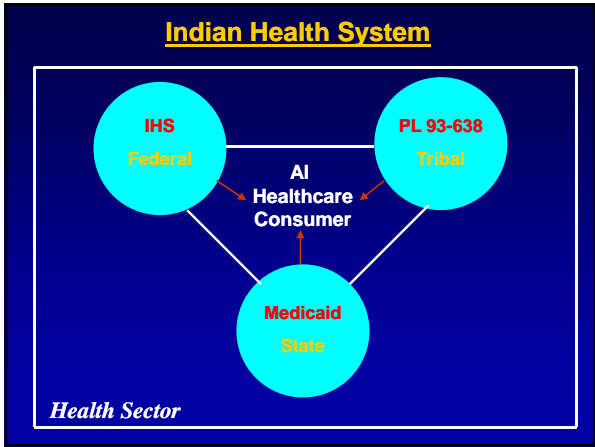 Indian Health System
IHS
Federal
PL 93-638
Tribal
AI
Healthcare
Consumer
Medicaid
State
Health Sector